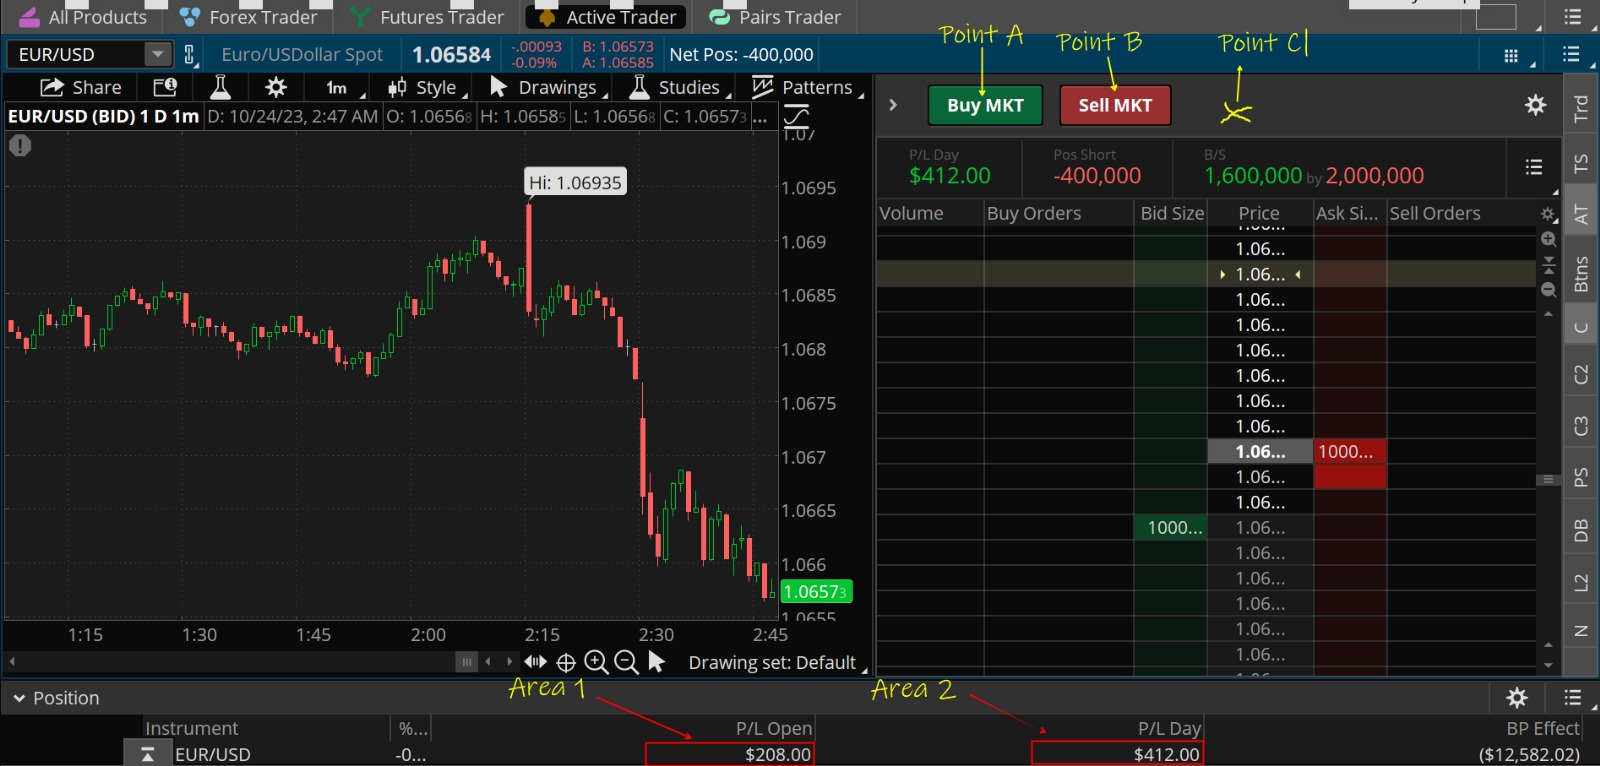 All Products Forex Trader Futures Trader Active Trader Pairs Trader
EUR/USD Euro/USDollar Spot 1.06584 -.00093 B: 1.06573 Net Pos: -400,000
-0.09% A: 1.06585
Point A Point B Point C
Share 1m Style Drawings Studies Patterns
Buy MKT Sell MKT
EUR/USD (BID) 1 D 1m D: 10/24/23, 2:47 AM O: 1.06568 H: 1.06585 L: 1.06568 C: 1.06573 ...
Hi: 1.06935
1.07
1.0695
1.069
1.0685
1.068
1.0675
1.067
1.0665
1.066
1.06573
1.0655
1:15 1:30 1:45 2:00 2:15 2:30 2:45
Drawing set: Default
P/L Day Pos Short B/S
$412.00 -400,000 1,600,000 by 2,000,000
Volume Buy Orders Bid Size Price Ask Si... Sell Orders
1.06...
1.06...
1.06...
1.06...
1.06...
1.06...
1.06...
1.06...
1.06...
1.06... 1000...
1.06...
1.06...
1000... 1.06...
1.06...
1.06...
1.06...
1.06...
1.06...
Trd
TS
AT
Btns
C
C2
C3
PS
DB
L2
N
Area 1 Area 2
Position
Instrument %... P/L Open P/L Day BP Effect
EUR/USD -0... $208.00 $412.00 ($12,582.02)